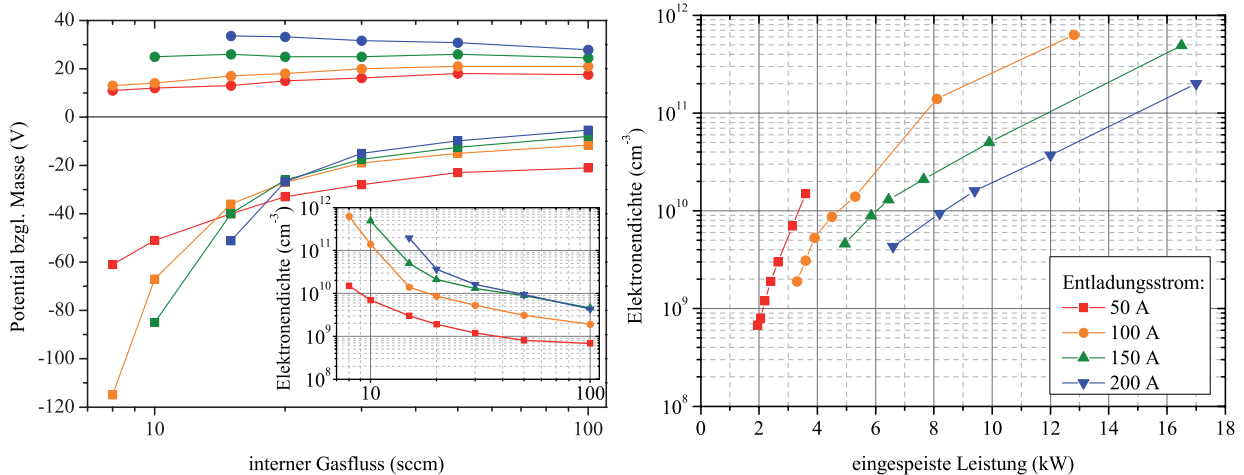 40
20
0
-20
-40
-60
-80
-100
-120
Potential bzgl. Masse (V)
10
100
interner Gasfluss (sccm)
10^12
10^11
10^10
10^9
10^8
Elektronendichte (cm^-3)
10
100
10^12
10^11
10^10
10^9
10^8
Elektronendichte (cm^-3)
0 2 4 6 8 10 12 14 16 18
eingespeiste Leistung (kW)
Entladungsstrom:
50 A
100 A
150 A
200 A